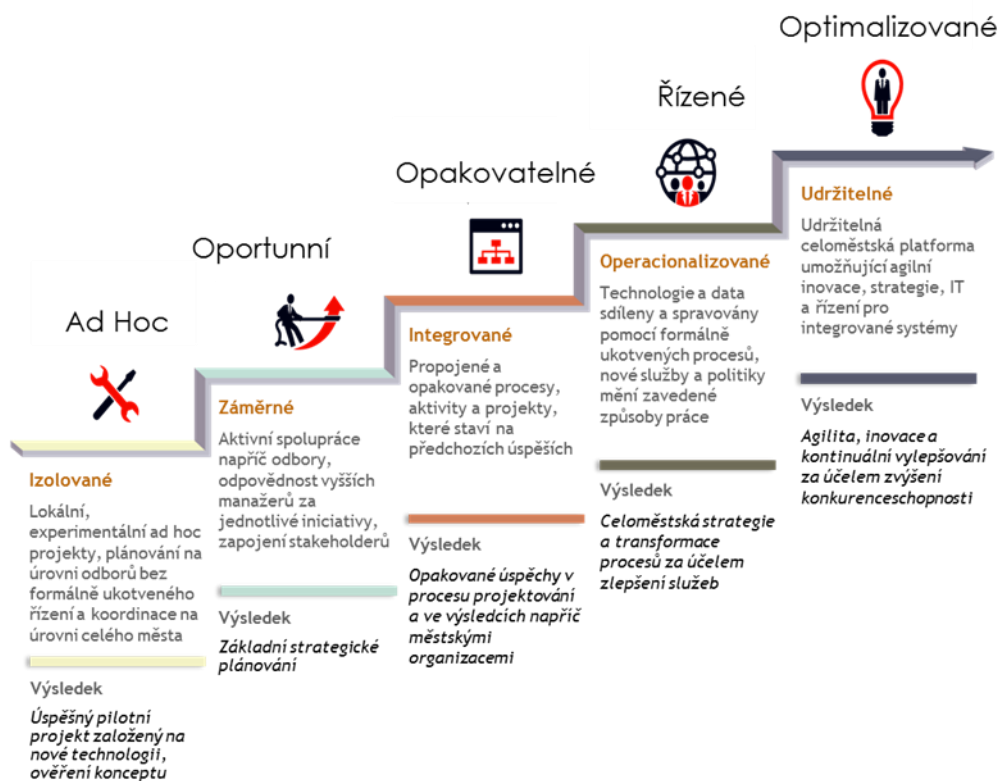 Ad Hoc
Izolované
Lokální,
experimentální ad hoc
projekty, plánování na
úrovni odborů bez
formálně ukotveného
řízení a koordinace na
úrovni celého města
Výsledek
Úspěšný pilotní
projekt založený na
nové technologii,
ověření konceptu
Oportunní
Záměrné
Aktivní spolupráce
napříč odbory,
odpovědnost vyšších
manažerů za
jednotlivé iniciativy,
zapojení stakeholderů
Výsledek
Základní strategické
plánování
Opakovatelné
Integrované
Propojené a
opakované procesy,
aktivity a projekty,
které staví na
předchozích úspěších
Výsledek
Opakované úspěchy v
procesu projektování
a ve výsledcích napříč
městskými
organizacemi
Řízené
Operacionalizované
Technologie a data
sdíleny a spravovány
pomocí formálně
ukotvených procesů,
nové služby a politiky
mění zavedené
způsoby práce
Výsledek
Celoměstská strategie
a transformace
procesů za účelem
zlepšení služeb
Optimalizované
Udržitelné
Udržitelná
celoměstská platforma
umožňující agilní
inovace, strategie, IT
a řízení pro
integrované systémy
Výsledek
Agilita, inovace a
kontinuální vylepšování
za účelem zvýšení
konkurenceschopnosti